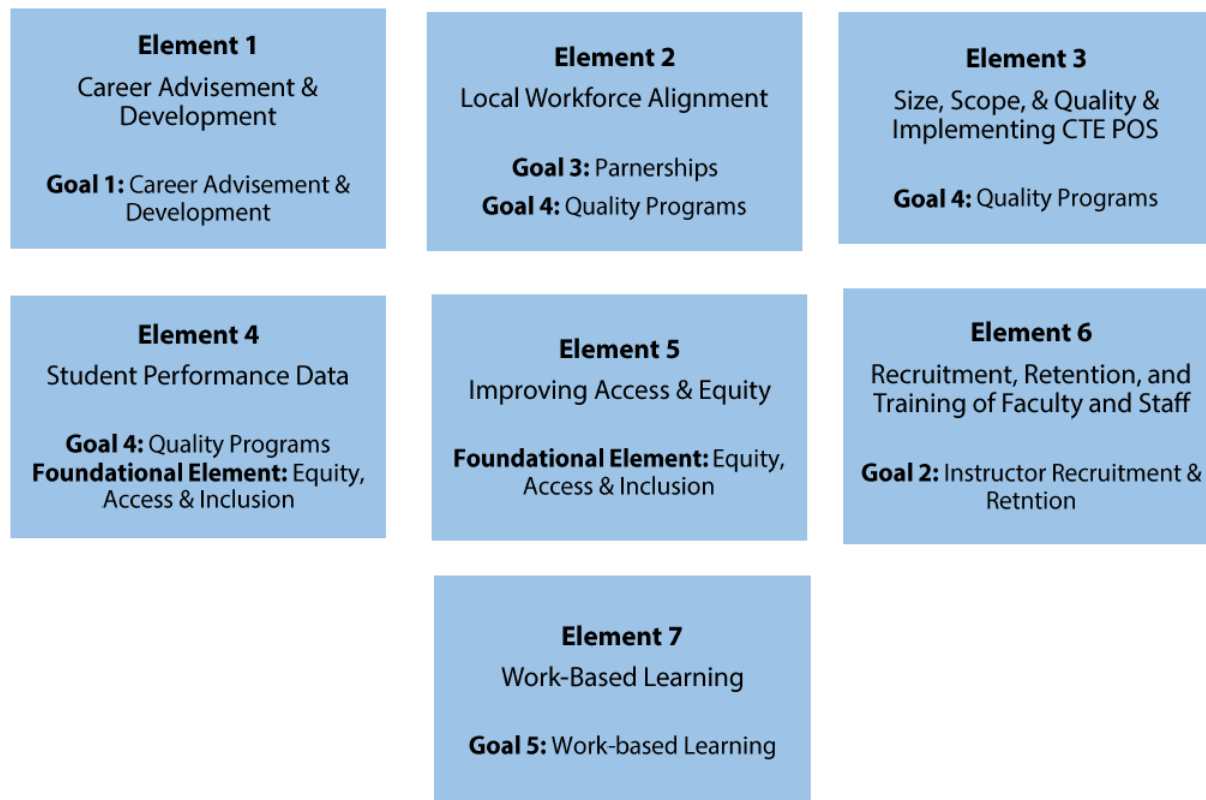 Element 1
Career Advisement &
Development
Goal 1: Career Advisement &
Development
Element 2
Local Workforce Alignment
Goal 3: Parnerships
Goal 4: Quality Programs
Element 3
Size, Scope, & Quality &
Implementing CTE POS
Goal 4: Quality Programs
Element 4
Student Performance Data
Goal 4: Quality Programs
Foundational Element: Equity,
Access & Inclusion
Element 5
Improving Access & Equity
Foundational Element: Equity,
Access & Inclusion
Element 6
Recruitment, Retention, and
Training of Faculty and Staff
Goal 2: Instructor Recruitment &
Retntion
Element 7
Work-Based Learning
Goal 5: Work-based Learning